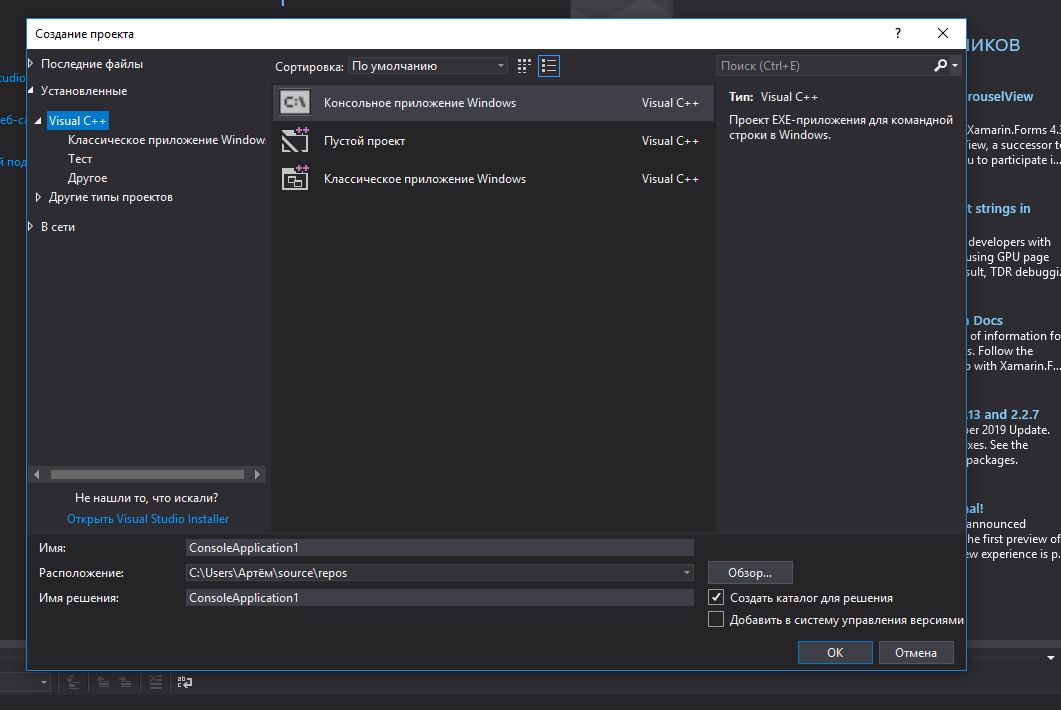 Создание проекта
?
Последние файлы
Установленные
Visual C++
Классическое приложение Window
Тест
Другое
Другие типы проектов
В сети
Не нашли то, что искали?
Открыть Visual Studio Installer
Сортировка: По умолчанию
Поиск (Ctrl+E)
C:\ Консольное приложение Windows Visual C++
Пустой проект Visual C++
Классическое приложение Windows Visual C++
Тип: Visual C++
Проект EXE-приложения для командной
строки в Windows.
Имя: ConsoleApplication1
Расположение: C:\Users\Артём\source\repos
Обзор...
Имя решения: ConsoleApplication1
Создать каталог для решения
Добавить в систему управления версиями
OK Отмена
tudio
еб-са
й под
ИКОВ
rouselView
Xamarin.Forms 4.3
iew, a successor to
u to participate i...
t strings in
developers with
using GPU page
sult, TDR debuggi...
Docs
of information fo
s. Follow the
with Xamarin.F...
.13 and 2.2.7
er 2019 Update.
xes. See the
packages.
al!
announced
he first preview of
w experience is p...